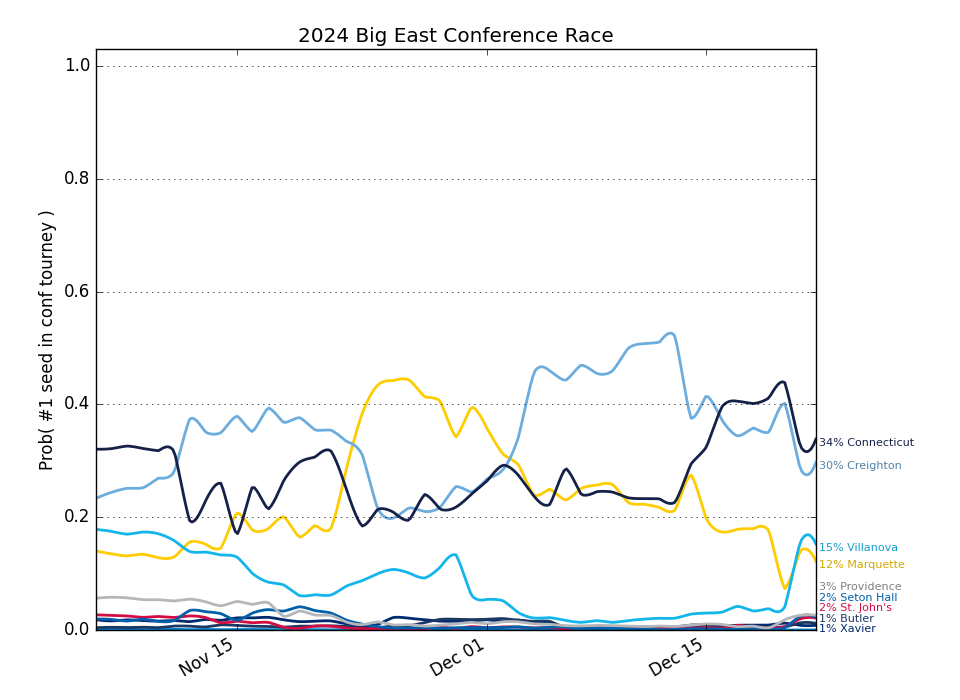 2024 Big East Conference Race
Prob( #1 seed in conf tourney )
1.0
0.8
0.6
0.4
0.2
0.0
Nov 15
Dec 01
Dec 15
34% Connecticut
30% Creighton
15% Villanova
12% Marquette
3% Providence
2% Seton Hall
2% St. John's
1% Butler
1% Xavier